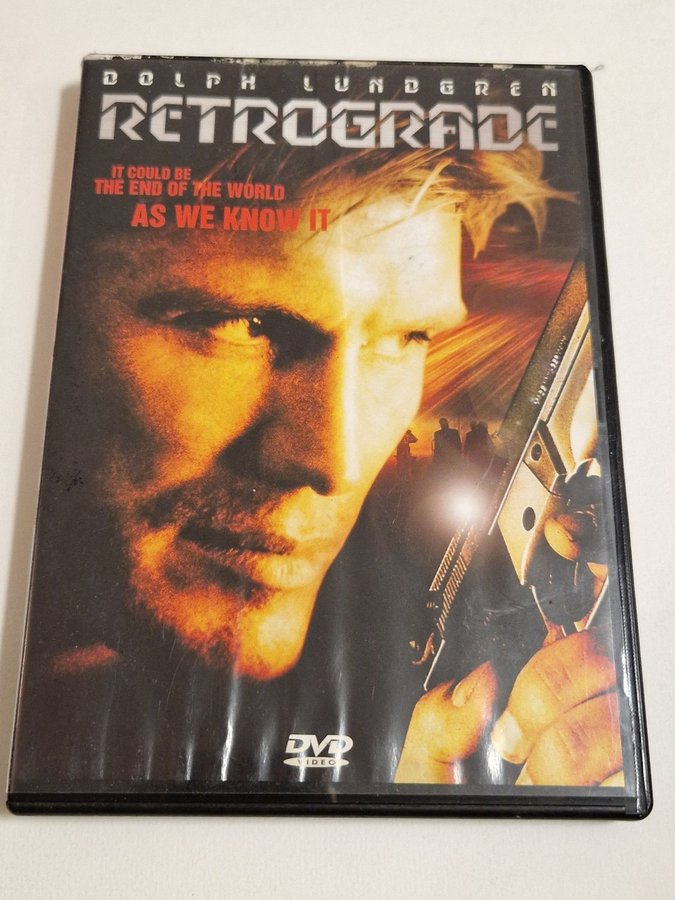 DOLPH LUNDGREN
RETROGRADE
IT COULD BE
THE END OF THE WORLD
AS WE KNOW IT
DVD
VIDEO